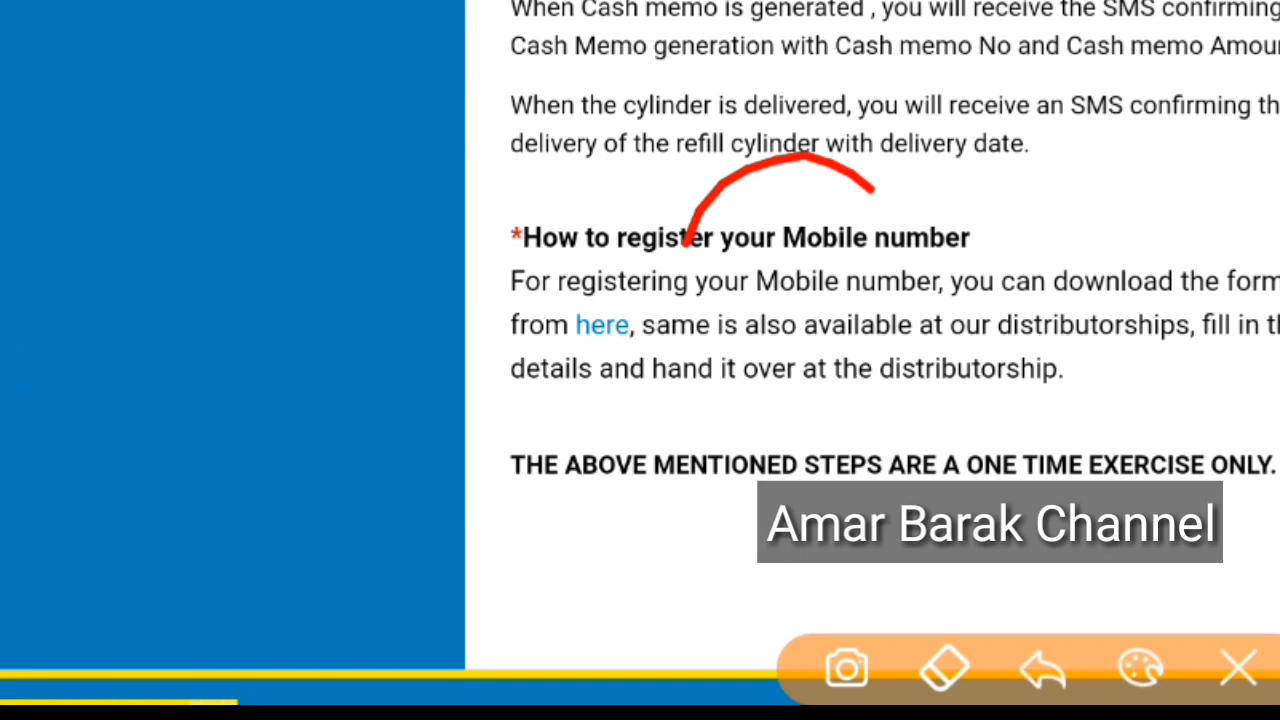 When Cash memo is generated , you will receive the SMS confirming
Cash Memo generation with Cash memo No and Cash memo
When the cylinder is delivered, you will receive an SMS confirming
delivery of the refill cylinder with delivery date.
*How to register your Mobile number
For registering your Mobile number, you can download the form
from here, same is also available at our distributorships, fill in
details and hand it over at the distributorship.
THE ABOVE MENTIONED STEPS ARE A ONE TIME EXERCISE ONLY.
Amar Barak Channel